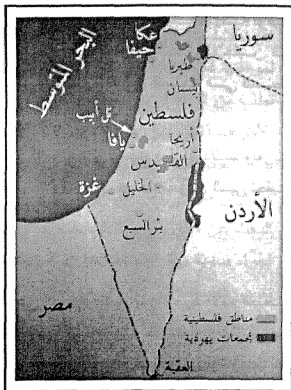 البحر المتوسط
سوريا
عكا
حيفا
طبريا
بيسان
فلسطين
تل أبيب
يافا
أريحا
القدس
غزة
الخليل
بئر السبع
الأردن
مصر
مناطق فلسطينية
تجمعات يهودية
العقبة